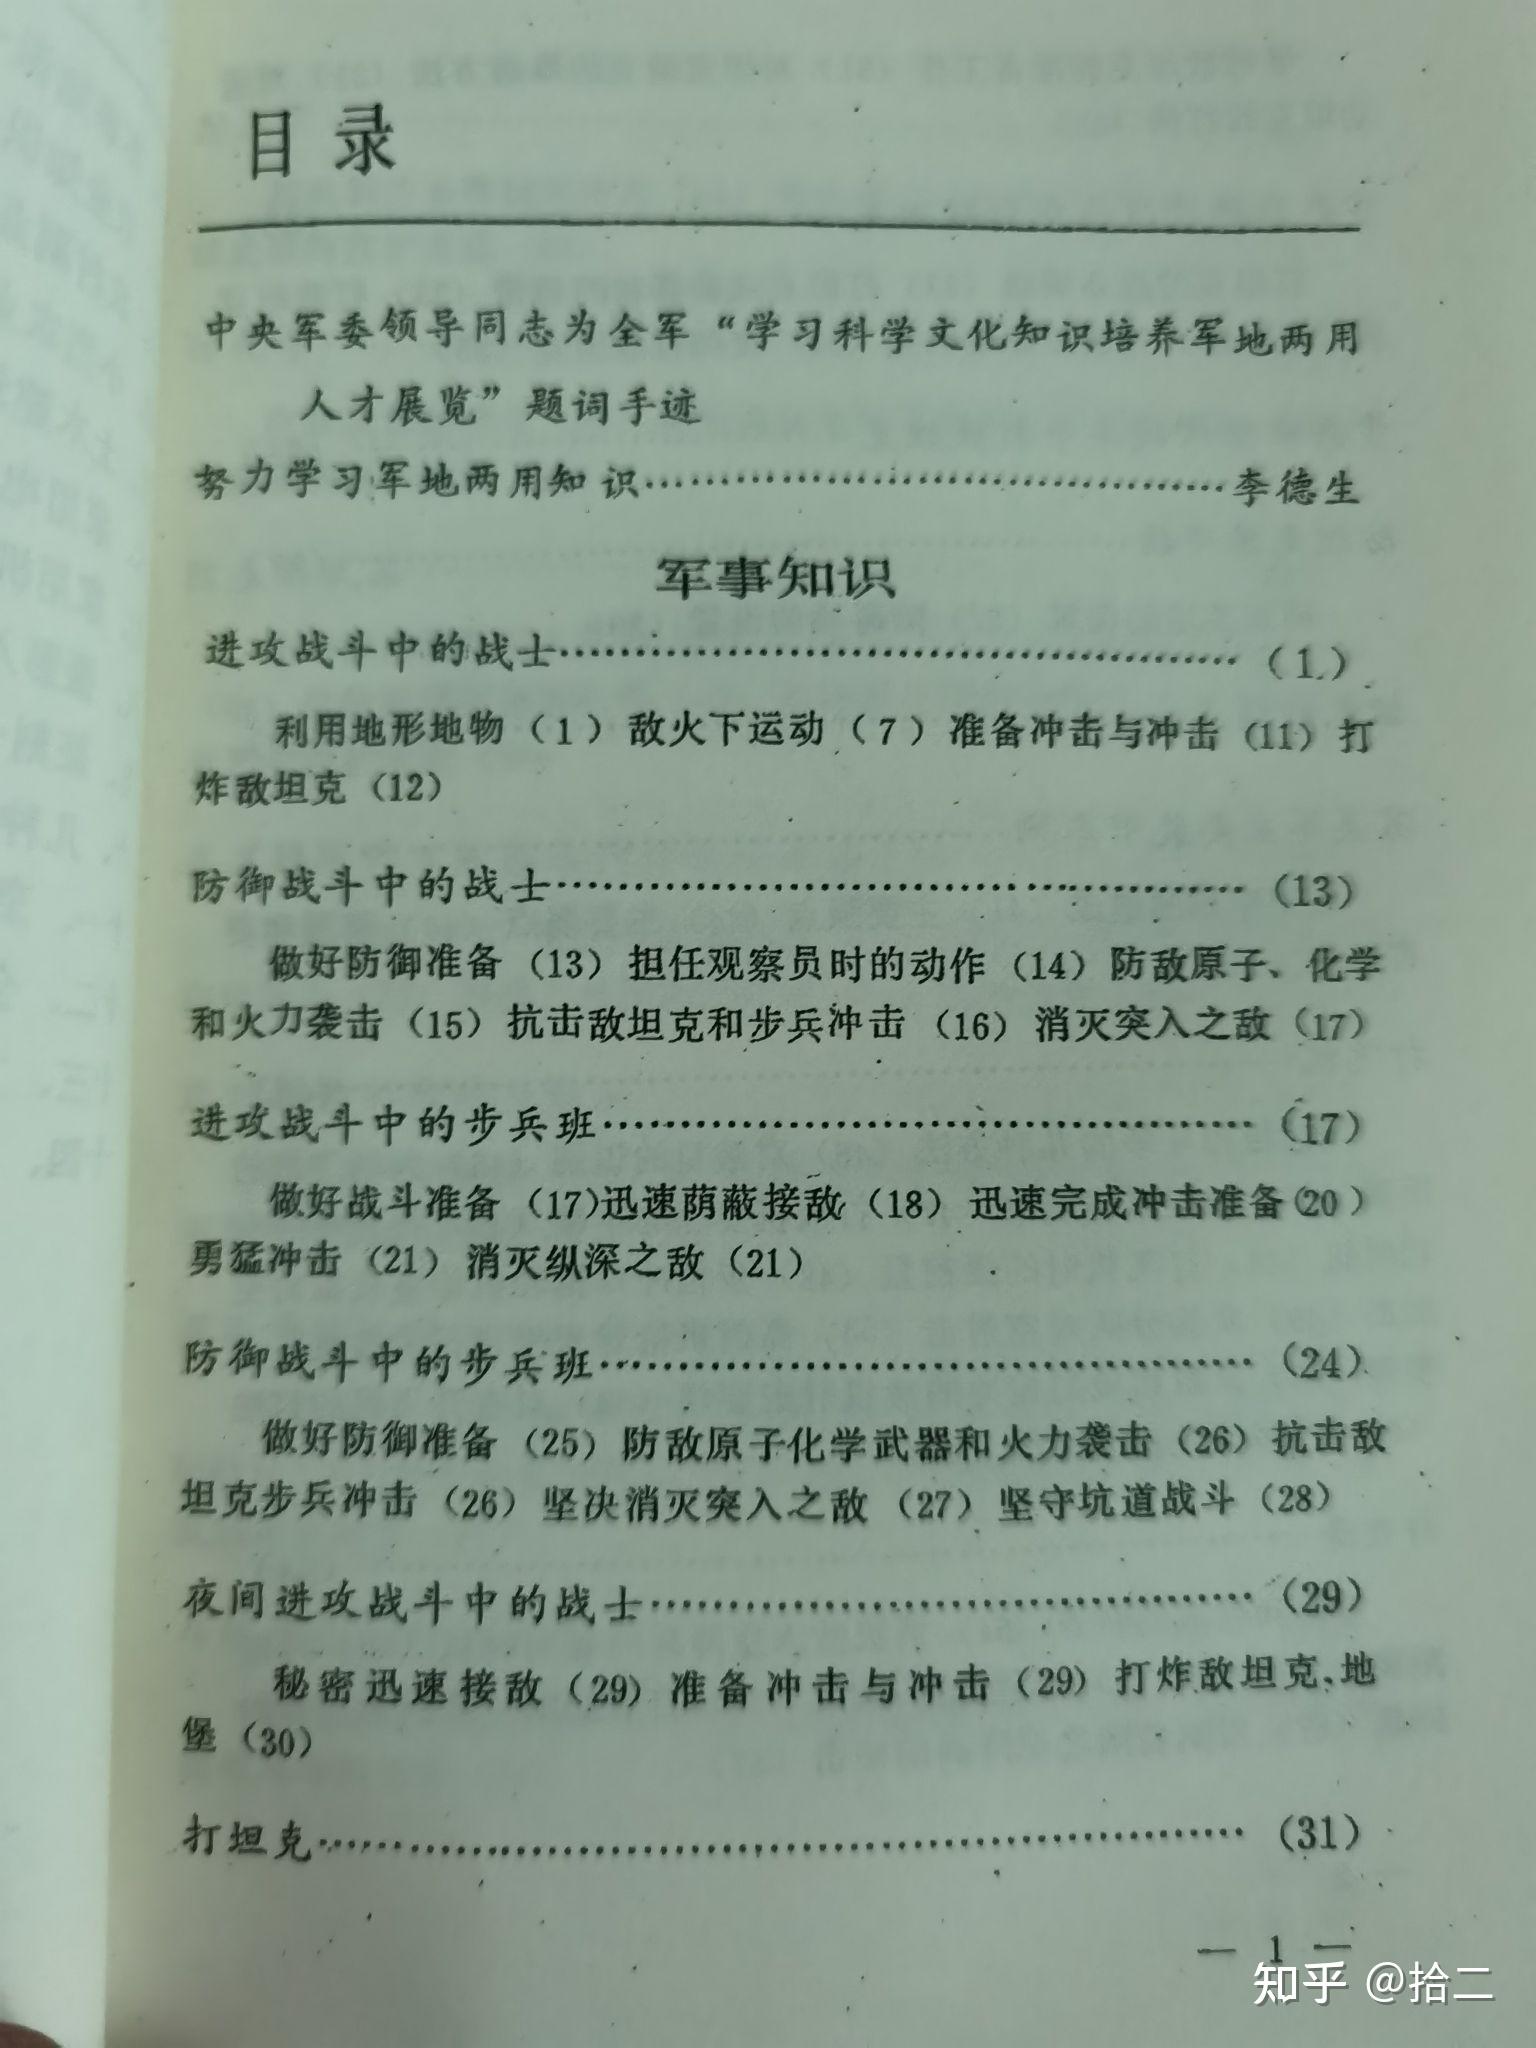 目录
中央军委领导同志为全军“学习科学文化知识培养军地两用
人才展览”题词手迹
努力学习军地两用知识……………………………………李德生
军事知识
进攻战斗中的战士……………………………………………（1）
利用地形地物（1）敌火下运动（7）准备冲击与冲击（11）打
炸敌坦克（12）
防御战斗中的战士……………………………………………（13）
做好防御准备（13）担任观察员时的动作（14）防敌原子、化学
和火力袭击（15）抗击敌坦克和步兵冲击（16）消灭突入之敌（17）
进攻战斗中的步兵班…………………………………………（17）
做好战斗准备（17）迅速荫蔽接敌（18）迅速完成冲击准备（20）
勇猛冲击（21）消灭纵深之敌（21）
防御战斗中的步兵班…………………………………………（24）
做好防御准备（25）防敌原子化学武器和火力袭击（26）抗击敌
坦克步兵冲击（26）坚决消灭突入之敌（27）坚守坑道战斗（28）
夜间进攻战斗中的战士………………………………………（29）
秘密迅速接敌（29）准备冲击与冲击（29）打炸敌坦克、地
堡（30）
打坦克…………………………………………………………（31）
— 1 —
知乎 @拾二